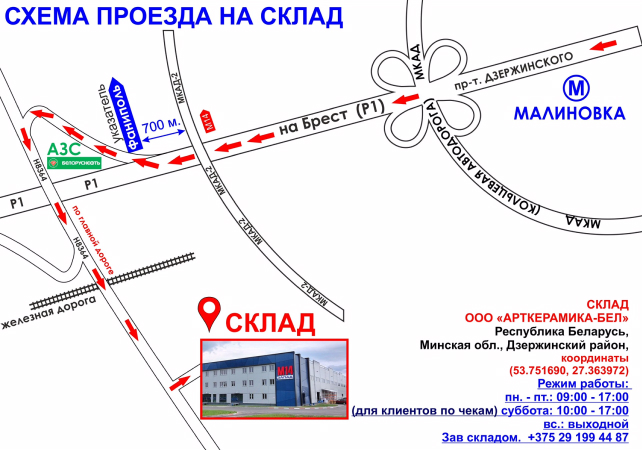 СХЕМА ПРОЕЗДА НА СКЛАД
МКАД
пр-т. ДЗЕРЖИНСКОГО
М
МАЛИНОВКА
МКАД-2
М14
указатель
Фаниполь
700 м.
на Брест (Р1)
АЗС
Белоруснефть
Н8364
Р1
Р1
МКАД-2
МКАД
(КОЛЬЦЕВАЯ АВТОДОРОГА)
МКАД
по главной дороге
Н8364
МКАД-2
МКАД-2
железная дорога
СКЛАД
СКЛАД
ООО «АРТКЕРАМИКА-БЕЛ»
Республика Беларусь,
Минская обл., Дзержинский район,
координаты
(53.751690, 27.363972)
Режим работы:
пн. - пт.: 09:00 - 17:00
(для клиентов по чекам) суббота: 10:00 - 17:00
вс.: выходной
Зав складом. +375 29 199 44 87